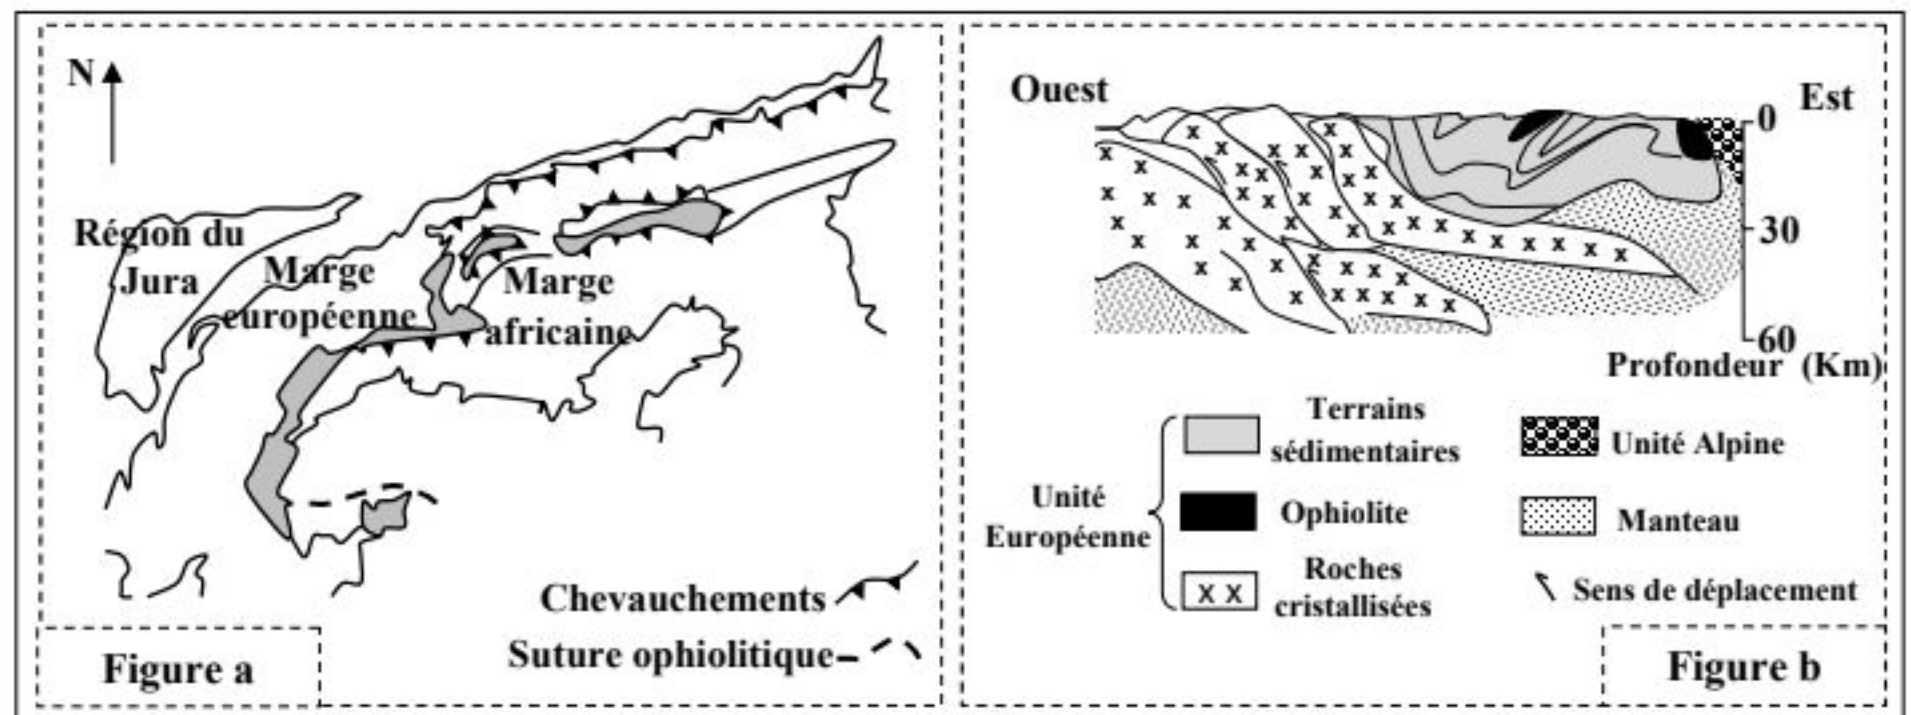 N
Région du
Jura
Marge
européenne
Marge
africaine
Chevauchements
Suture ophiolitique
Figure a
Ouest
Est
0
30
60
Profondeur (Km)
Unité
Européenne
Terrains
sédimentaires
Ophiolite
x x
Roches
cristallisées
Unité Alpine
Manteau
Sens de déplacement
Figure b